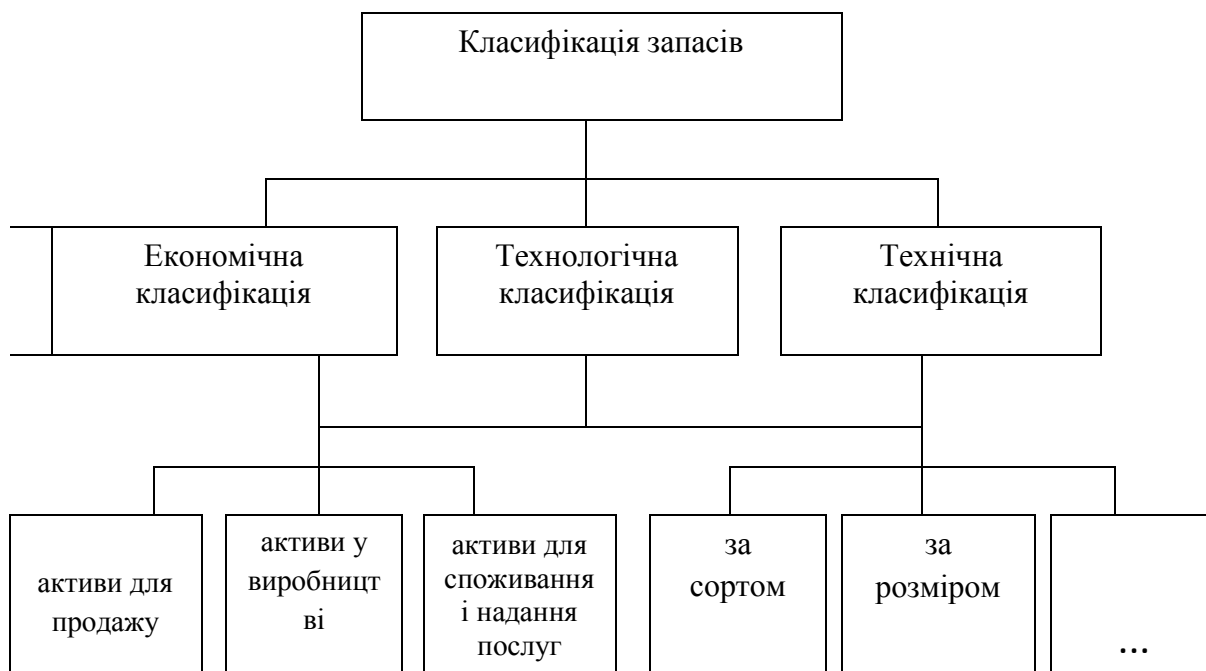 Класифікація запасів
Економічна
класифікація
Технологічна
класифікація
Технічна
класифікація
активи для
продажу
активи у
виробницт
ві
активи для
споживання
і надання
послуг
за
сортом
за
розміром
...